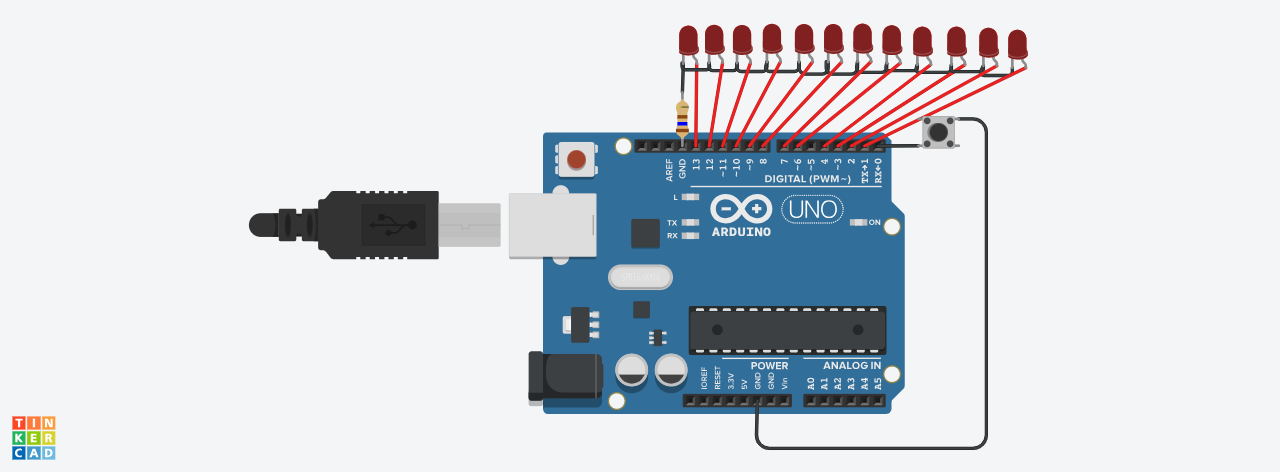 AREF
GND
13
12
~11
~10
~9
8
7
~6
~5
4
~3
2
TX→1
RX←0
DIGITAL (PWM~)
L
TX
RX
ARDUINO
UNO
ON
POWER
ANALOG IN
IOREF
RESET
3.3V
5V
GND
GND
Vin
A0
A1
A2
A3
A4
A5
TIN
KER
CAD